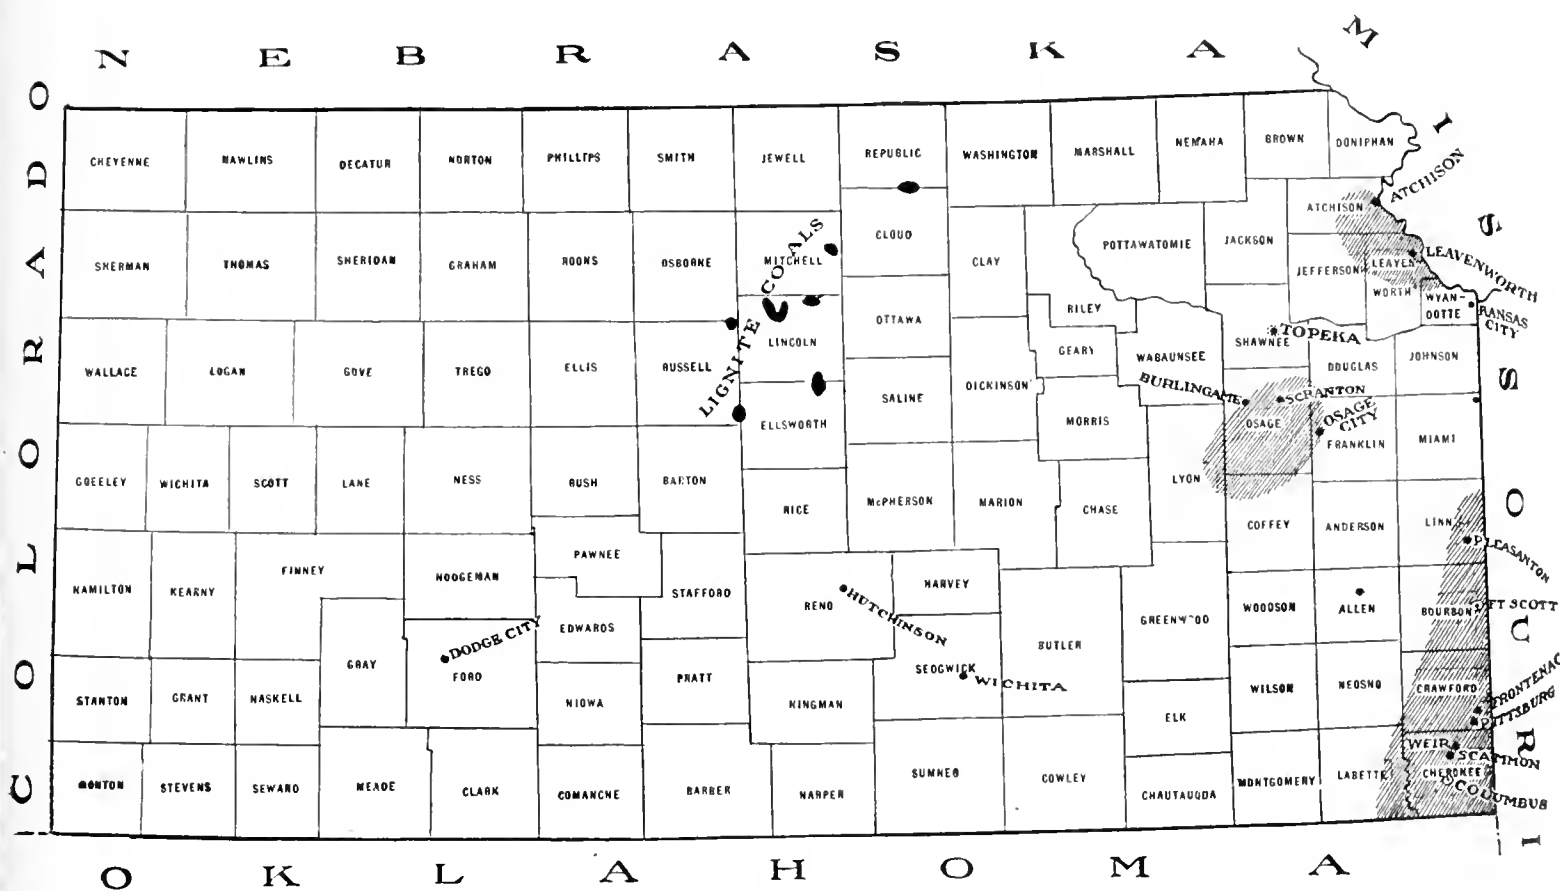 NEBRASKA
COLORADO
MISSOURI
OKLAHOMA
CHEYENNE
RAWLINS
DECATUR
NORTON
PHILLIPS
SMITH
JEWELL
REPUBLIC
WASHINGTON
MARSHALL
NEMAHA
BROWN
DONIPHAN
ATCHISON
ATCHISON
SHERMAN
THOMAS
SHERIDAN
GRAHAM
ROONS
OSBORNE
MITCHELL
CLOUD
CLAY
POTTAWATOMIE
JACKSON
JEFFERSON
LEAVEN
WORTH
LEAVENWORTH
WYAN-
DOTTE
KANSAS
CITY
LIGNITE COALS
RILEY
OTTAWA
LINCOLN
WALLACE
LOGAN
GOVE
TREGO
ELLIS
RUSSELL
GEARY
WABAUNSEE
SHAWNEE
TOPEKA
DOUGLAS
JOHNSON
BURLINGAME
SCRANTON
OSAGE
CITY
SALINE
DICKINSON
MORRIS
OSAGE
ELLSWORTH
FRANKLIN
MIAMI
GREELEY
WICHITA
SCOTT
LANE
NESS
RUSH
BARTON
RICE
McPHERSON
MARION
CHASE
LYON
COFFEY
ANDERSON
LINN
PLEASANTON
PAWNEE
HAMILTON
KEARNY
FINNEY
HODGEMAN
STAFFORD
RENO
HUTCHINSON
HARVEY
BUTLER
GREENWOOD
WOODSON
ALLEN
BOURBON
FT SCOTT
EDWARDS
DODGE CITY
GRAY
FORD
SEDGWICK
WICHITA
STANTON
GRANT
HASKELL
KIOWA
PRATT
KINGMAN
ELK
WILSON
NEOSHO
CRAWFORD
FRONTENAC
PITTSBURG
WEIR
SCAMMON
MORTON
STEVENS
SEWARD
MEADE
CLARK
COMANCHE
BARBER
HARPER
SUMNER
COWLEY
CHAUTAUQUA
MONTGOMERY
LABETTE
CHEROKEE
COLUMBUS